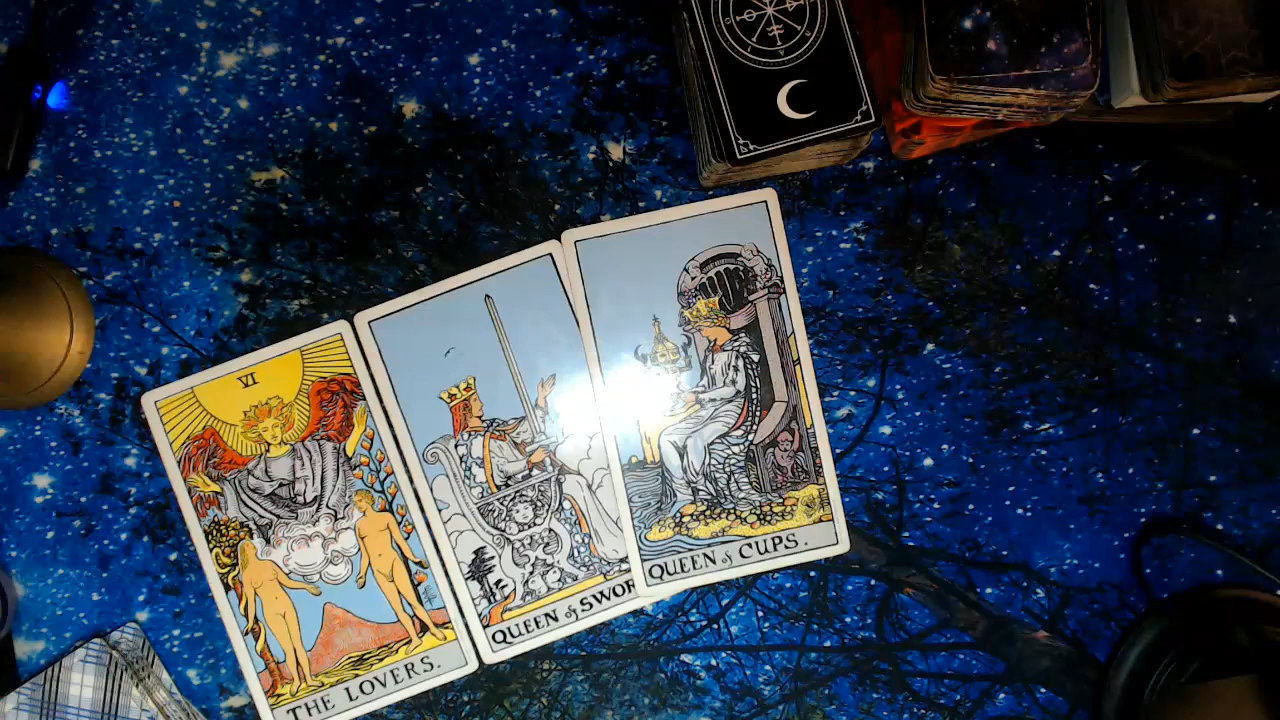 VI
THE LOVERS.
QUEEN of SWOR
QUEEN of CUPS.